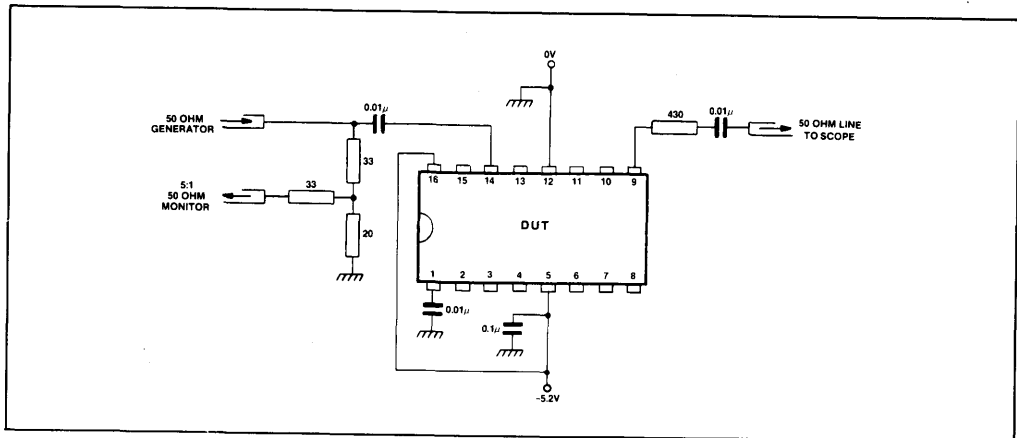 0V
50 OHM
GENERATOR
0.01μ
430
0.01μ
50 OHM LINE
TO SCOPE
33
5:1
50 OHM
MONITOR
33
20
16 15 14 13 12 11 10 9
DUT
1 2 3 4 5 6 7 8
0.01μ
0.1μ
-5.2V